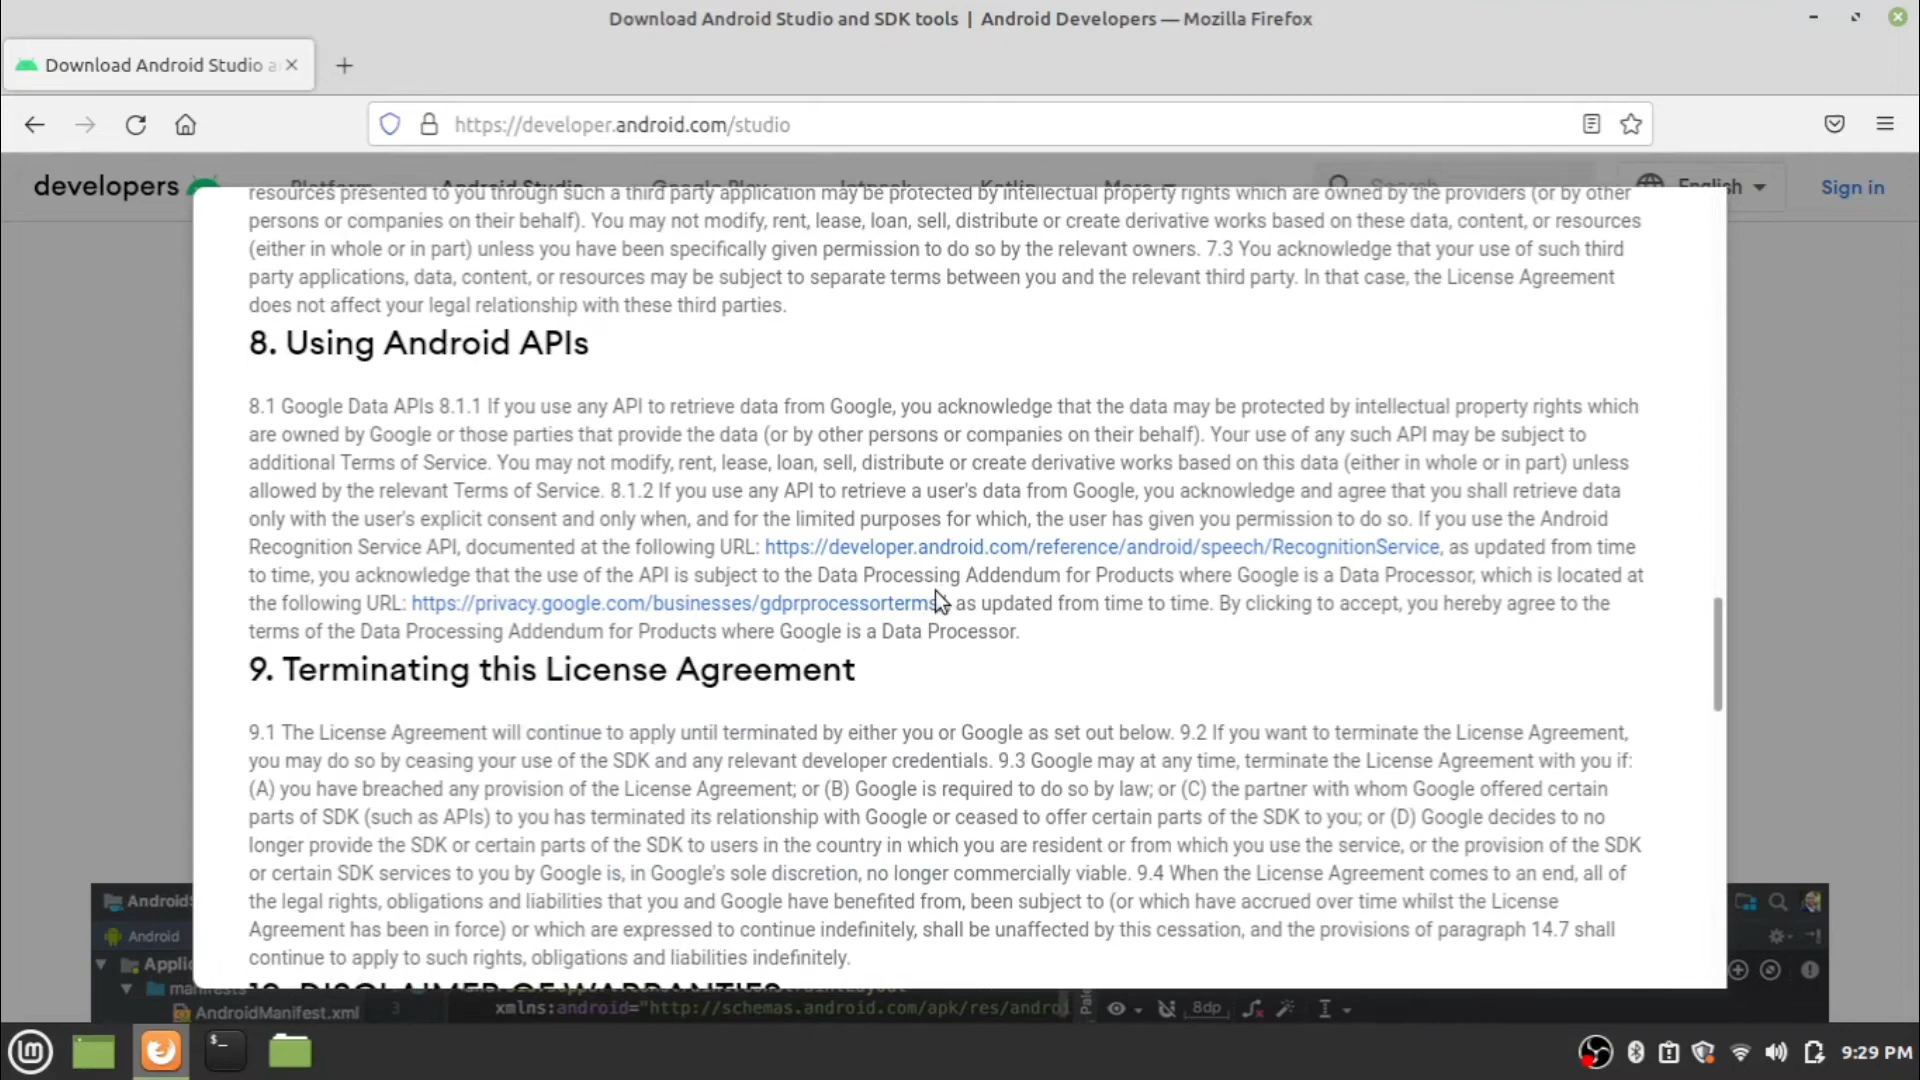 Download Android Studio and SDK tools | Android Developers — Mozilla Firefox
Download Android Studio a
https://developer.android.com/studio
developers Platform Android Studio Google Play Jetpack Kotlin More Search English Sign in
resources presented to you through such a third party application may be protected by intellectual property rights which are owned by the providers (or by other
persons or companies on their behalf). You may not modify, rent, lease, loan, sell, distribute or create derivative works based on these data, content, or resources
(either in whole or in part) unless you have been specifically given permission to do so by the relevant owners. 7.3 You acknowledge that your use of such third
party applications, data, content, or resources may be subject to separate terms between you and the relevant third party. In that case, the License Agreement
does not affect your legal relationship with these third parties.
8. Using Android APIs
8.1 Google Data APIs 8.1.1 If you use any API to retrieve data from Google, you acknowledge that the data may be protected by intellectual property rights which
are owned by Google or those parties that provide the data (or by other persons or companies on their behalf). Your use of any such API may be subject to
additional Terms of Service. You may not modify, rent, lease, loan, sell, distribute or create derivative works based on this data (either in whole or in part) unless
allowed by the relevant Terms of Service. 8.1.2 If you use any API to retrieve a user's data from Google, you acknowledge and agree that you shall retrieve data
only with the user's explicit consent and only when, and for the limited purposes for which, the user has given you permission to do so. If you use the Android
Recognition Service API, documented at the following URL: https://developer.android.com/reference/android/speech/RecognitionService, as updated from time
to time, you acknowledge that the use of the API is subject to the Data Processing Addendum for Products where Google is a Data Processor, which is located at
the following URL: https://privacy.google.com/businesses/gdprprocessorterms as updated from time to time. By clicking to accept, you hereby agree to the
terms of the Data Processing Addendum for Products where Google is a Data Processor.
9. Terminating this License Agreement
9.1 The License Agreement will continue to apply until terminated by either you or Google as set out below. 9.2 If you want to terminate the License Agreement,
you may do so by ceasing your use of the SDK and any relevant developer credentials. 9.3 Google may at any time, terminate the License Agreement with you if:
(A) you have breached any provision of the License Agreement; or (B) Google is required to do so by law; or (C) the partner with whom Google offered certain
parts of SDK (such as APIs) to you has terminated its relationship with Google or ceased to offer certain parts of the SDK to you; or (D) Google decides to no
longer provide the SDK or certain parts of the SDK to users in the country in which you are resident or from which you use the service, or the provision of the SDK
or certain SDK services to you by Google is, in Google's sole discretion, no longer commercially viable. 9.4 When the License Agreement comes to an end, all of
the legal rights, obligations and liabilities that you and Google have benefited from, been subject to (or which have accrued over time whilst the License
Agreement has been in force) or which are expressed to continue indefinitely, shall be unaffected by this cessation, and the provisions of paragraph 14.7 shall
continue to apply to such rights, obligations and liabilities indefinitely.
10. DISCLAIMER OF WARRANTIES
Android
Android
Applic
manifests
AndroidManifest.xml 3 xmlns:android="http://schemas.android.com/apk/res/andro Pale 8dp
9:29 PM